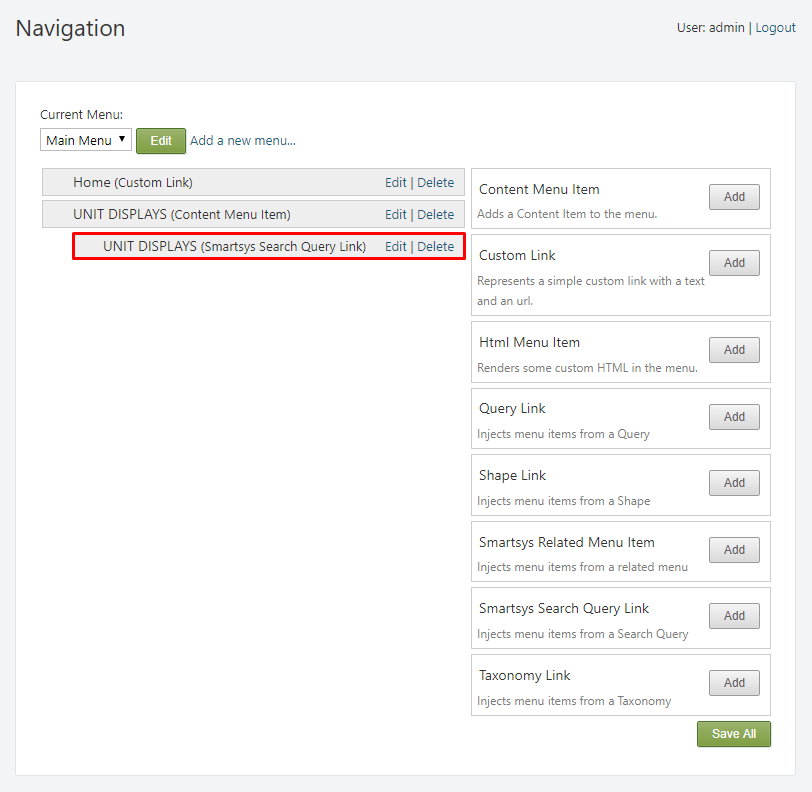 Navigation
User: admin | Logout
Current Menu:
Main Menu Edit Add a new menu...
Home (Custom Link) Edit | Delete
UNIT DISPLAYS (Content Menu Item) Edit | Delete
UNIT DISPLAYS (Smartsys Search Query Link) Edit | Delete
Content Menu Item
Adds a Content Item to the menu.
Add
Custom Link
Represents a simple custom link with a text
and an url.
Add
Html Menu Item
Renders some custom HTML in the menu.
Add
Query Link
Injects menu items from a Query
Add
Shape Link
Injects menu items from a Shape
Add
Smartsys Related Menu Item
Injects menu items from a related menu
Add
Smartsys Search Query Link
Injects menu items from a Search Query
Add
Taxonomy Link
Injects menu items from a Taxonomy
Add
Save All